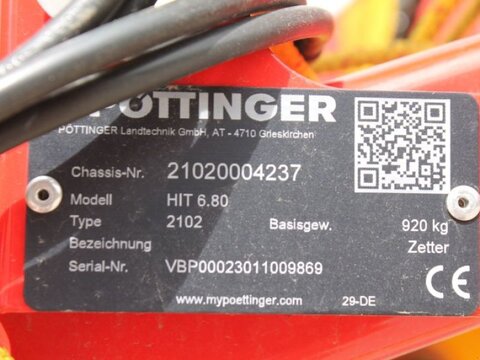 PÖTTINGER
PÖTTINGER Landtechnik GmbH, AT - 4710 Grieskirchen
Chassis-Nr. 21020004237
Modell HIT 6.80
Type 2102 Basisgew. 920 kg
Bezeichnung Zetter
Serial-Nr. VBP00023011009869
CE
www.mypoettinger.com 29-DE